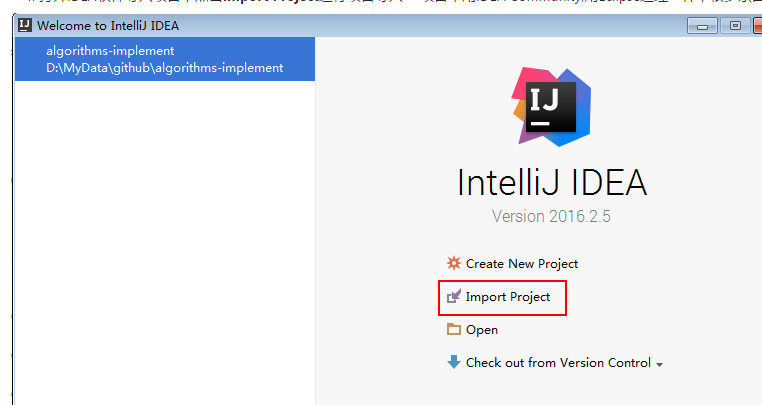 Welcome to IntelliJ IDEA
algorithms-implement
D:\MyData\github\algorithms-implement
IJ
IntelliJ IDEA
Version 2016.2.5
Create New Project
Import Project
Open
Check out from Version Control